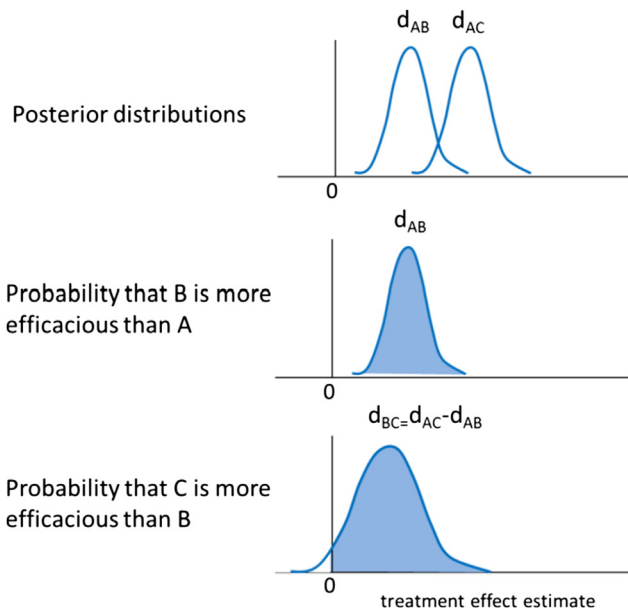 d_AB d_AC
Posterior distributions
0
d_AB
Probability that B is more
efficacious than A
0
d_BC=d_AC-d_AB
Probability that C is more
efficacious than B
0
treatment effect estimate